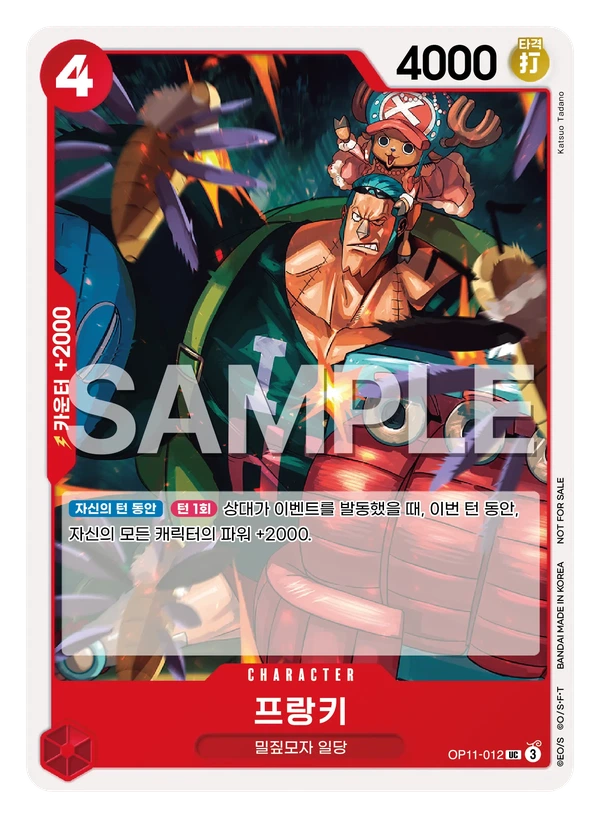 4
4000
타격
打
Katsuo Tadano
카운터 +2000
SAMPLE
자신의 턴 동안 턴 1회 상대가 이벤트를 발동했을 때, 이번 턴 동안,
자신의 모든 캐릭터의 파워 +2000.
CHARACTER
프랑키
밀짚모자 일당
OP11-012 UC 3
©EO/S ©O/S·F·T BANDAI MADE IN KOREA NOT FOR SALE